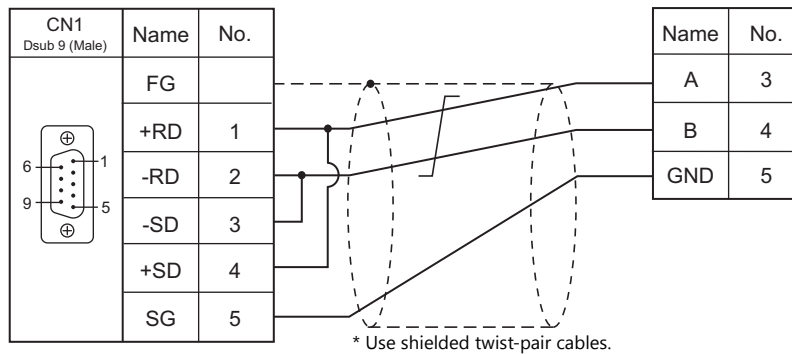 CN1
Dsub 9 (Male)
Name No.
FG
+RD 1
-RD 2
-SD 3
+SD 4
SG 5
6 1
9 5
Name No.
A 3
B 4
GND 5
* Use shielded twist-pair cables.